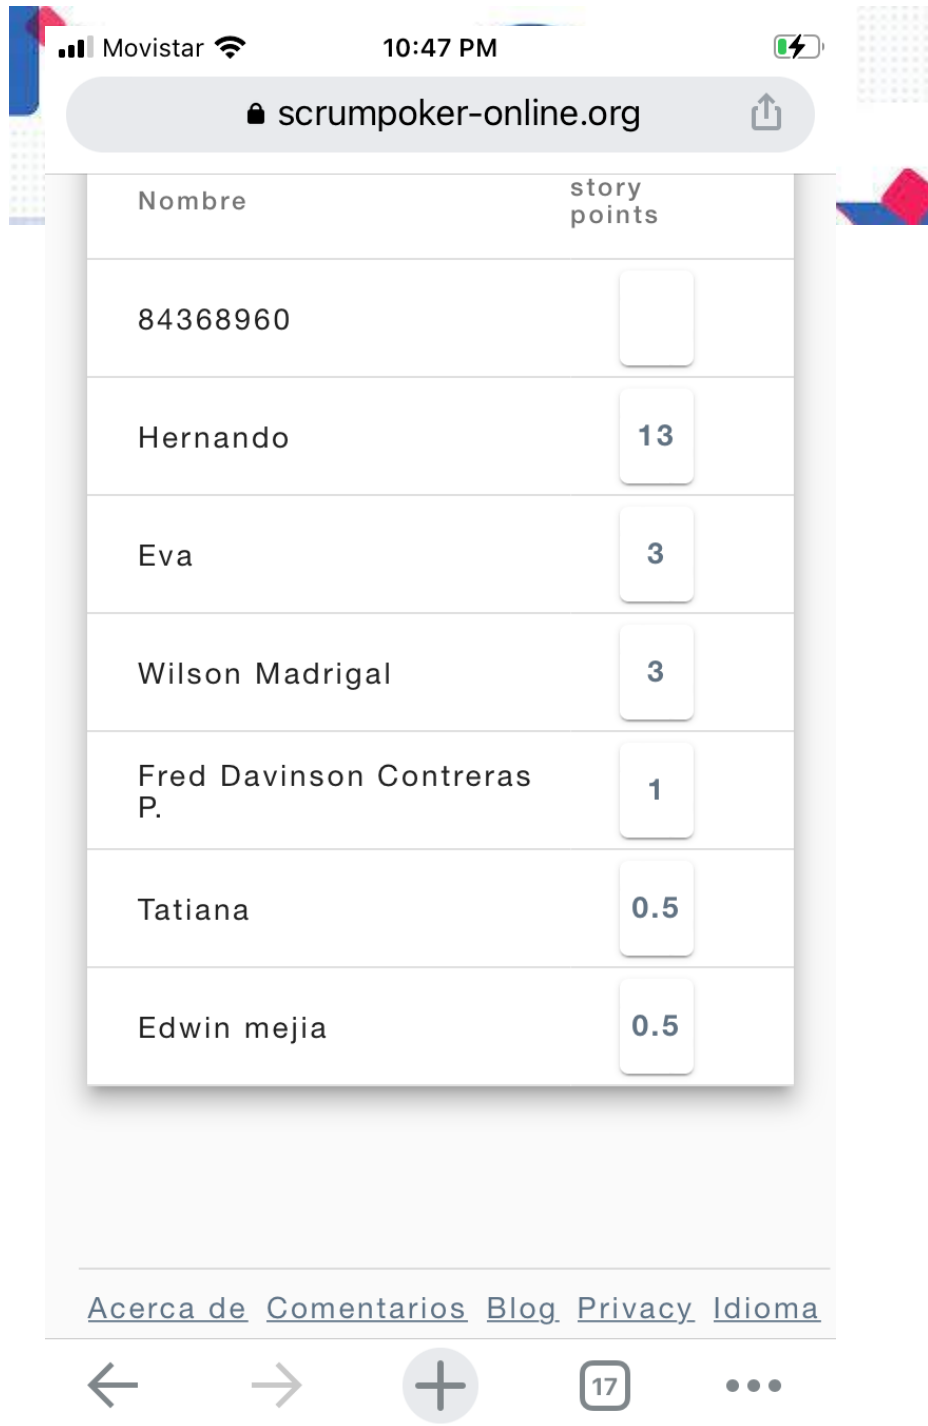 Movistar 10:47 PM
scrumpoker-online.org
Nombre story points
84368960
Hernando 13
Eva 3
Wilson Madrigal 3
Fred Davinson Contreras
P. 1
Tatiana 0.5
Edwin mejia 0.5
Acerca de Comentarios Blog Privacy Idioma
17